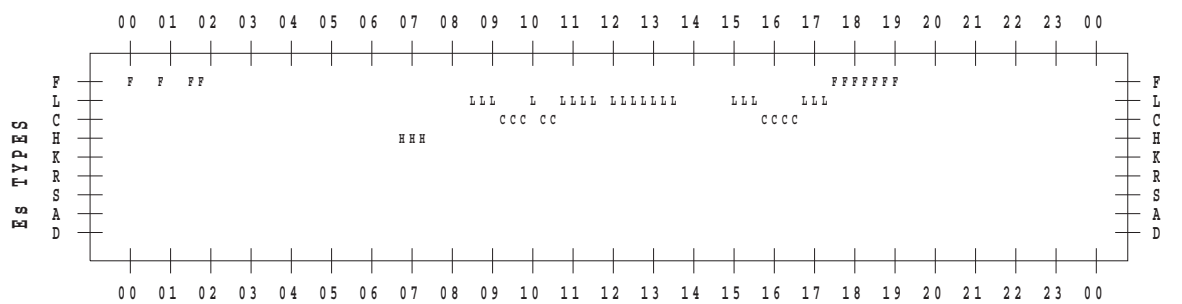 00 01 02 03 04 05 06 07 08 09 10 11 12 13 14 15 16 17 18 19 20 21 22 23 00
F F F FF FFFFFFF F
L LLL L LLLL LLLLLLL LLL LLL L
C CCC CC CCCC C
H HHH H
K K
R R
S S
A A
D D
Es TYPES
00 01 02 03 04 05 06 07 08 09 10 11 12 13 14 15 16 17 18 19 20 21 22 23 00